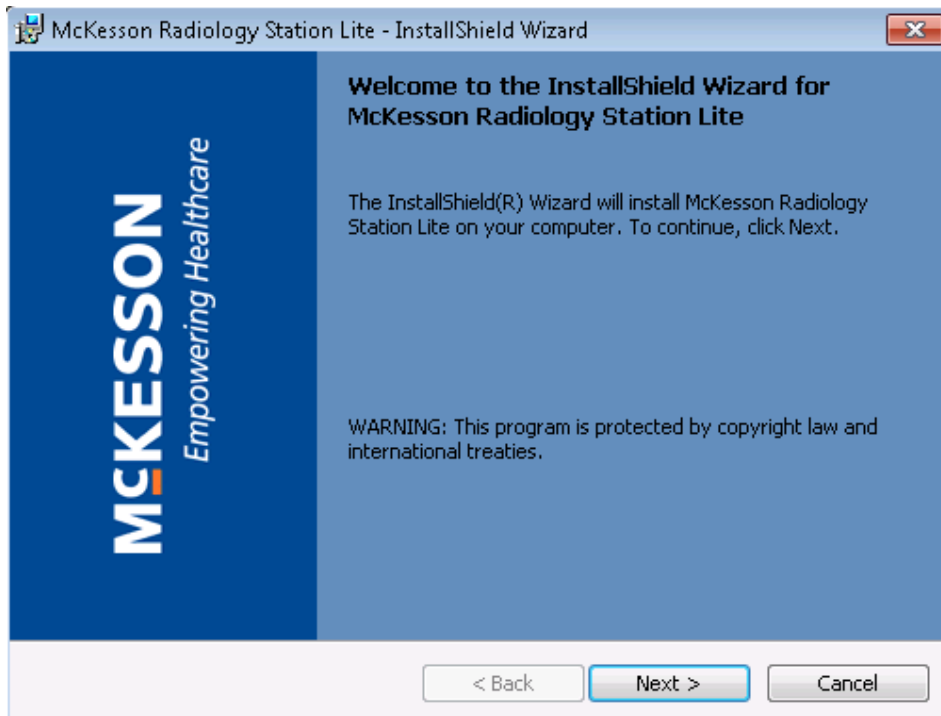 McKesson Radiology Station Lite - InstallShield Wizard
MCKESSON
Empowering Healthcare
Welcome to the InstallShield Wizard for
McKesson Radiology Station Lite
The InstallShield(R) Wizard will install McKesson Radiology
Station Lite on your computer. To continue, click Next.
WARNING: This program is protected by copyright law and
international treaties.
< Back
Next >
Cancel